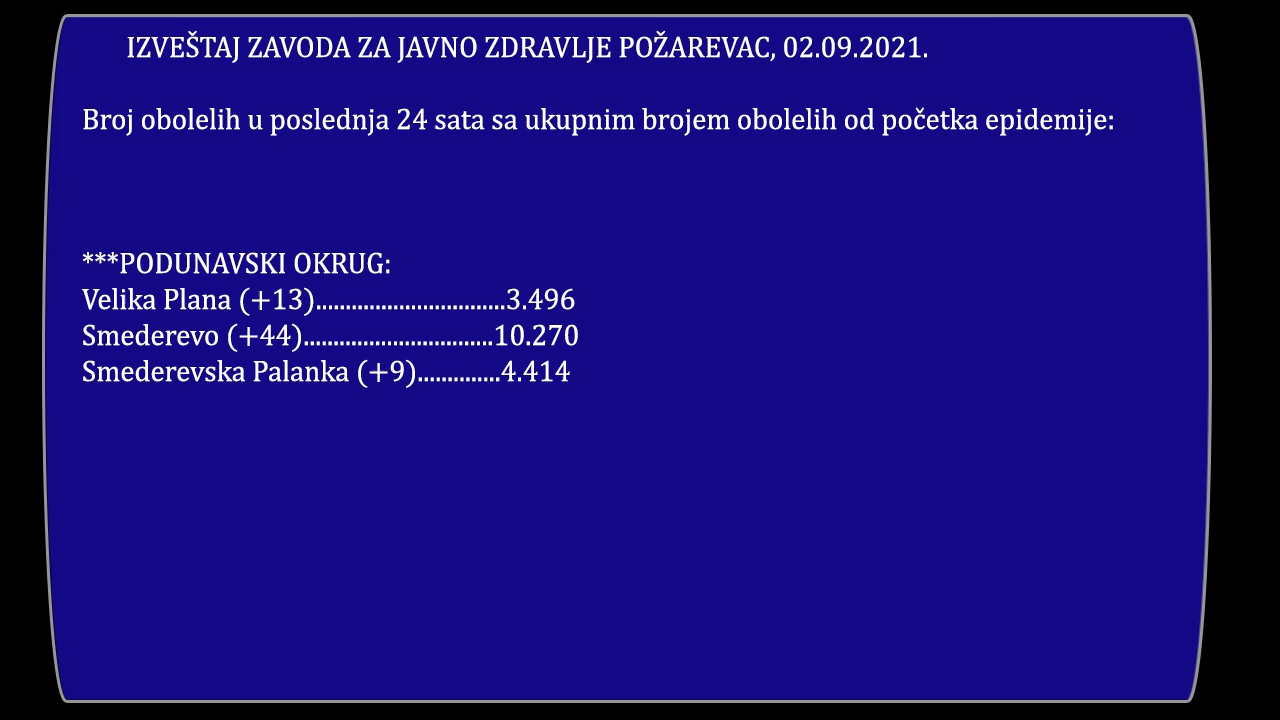 IZVEŠTAJ ZAVODA ZA JAVNO ZDRAVLJE POŽAREVAC, 02.09.2021.
Broj obolelih u poslednja 24 sata sa ukupnim brojem obolelih od početka epidemije:
***PODUNAVSKI OKRUG:
Velika Plana (+13)................................3.496
Smederevo (+44)................................10.270
Smederevska Palanka (+9)..............4.414